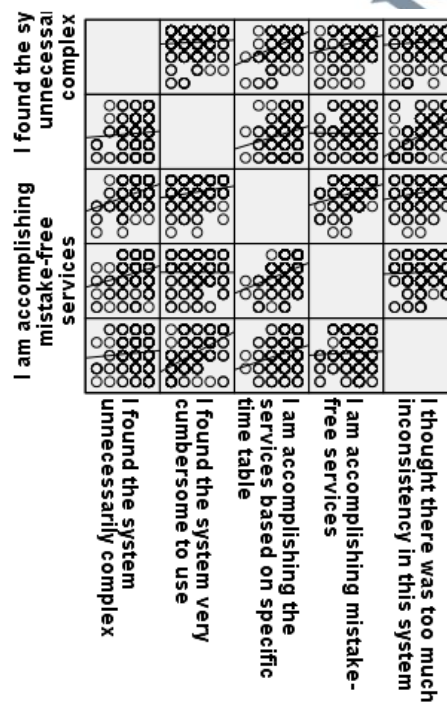 I found the sy
unnecessa
complex
I am accomplishing
mistake-free
services
I found the system
unnecessarily complex
I found the system very
cumbersome to use
I am accomplishing the
services based on specific
time table
I am accomplishing mistake-
free services
I thought there was too much
inconsistency in this system